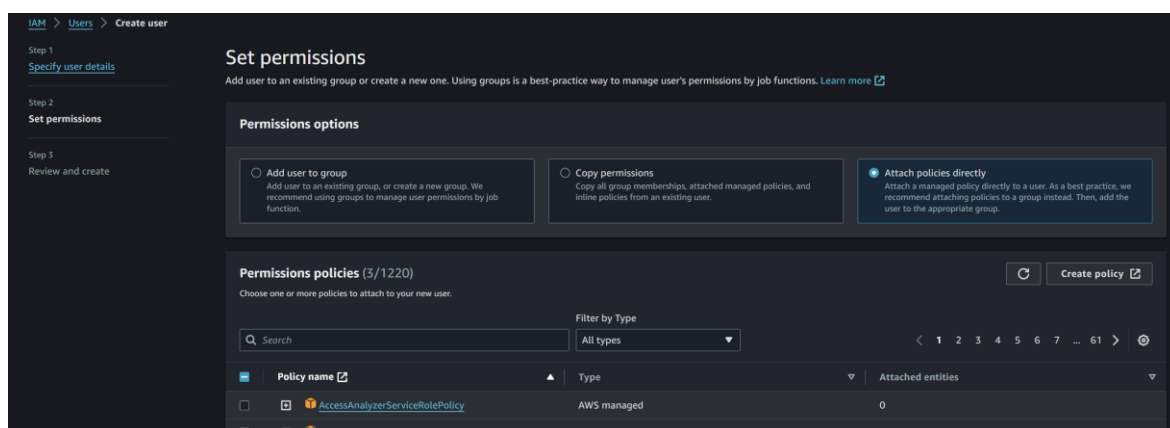 IAM > Users > Create user
Step 1
Specify user details
Step 2
Set permissions
Step 3
Review and create
Set permissions
Add user to an existing group or create a new one. Using groups is a best-practice way to manage user's permissions by job functions. Learn more
Permissions options
Add user to group
Add user to an existing group, or create a new group. We
recommend using groups to manage user permissions by job
function.
Copy permissions
Copy all group memberships, attached managed policies, and
inline policies from an existing user.
Attach policies directly
Attach a managed policy directly to a user. As a best practice, we
recommend attaching policies to a group instead. Then, add the
user to the appropriate group.
Permissions policies (3/1220)
Create policy
Choose one or more policies to attach to your new user.
Filter by Type
Search
All types
1 2 3 4 5 6 7 ... 61
Policy name
Type
Attached entities
AccessAnalyzerServiceRolePolicy
AWS managed
0